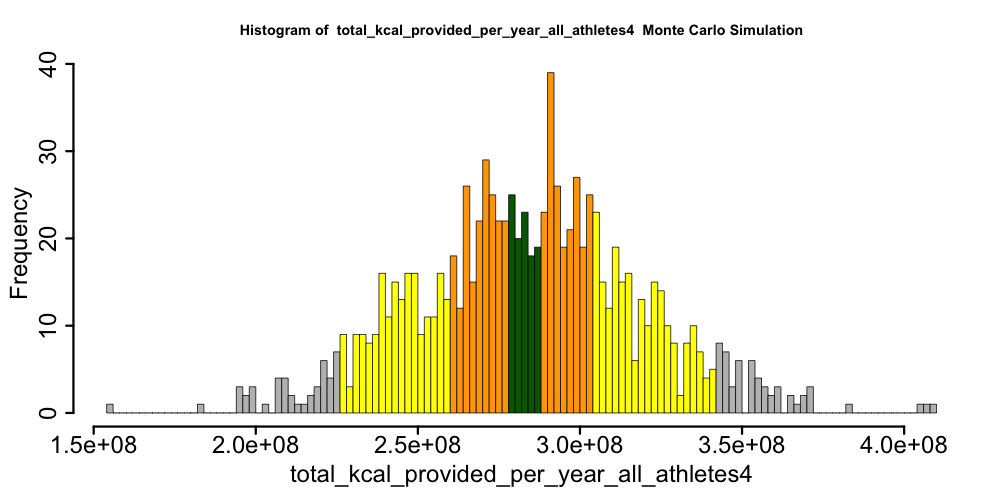 Histogram of total_kcal_provided_per_year_all_athletes4 Monte Carlo Simulation
Frequency
40
30
20
10
0
1.5e+08 2.0e+08 2.5e+08 3.0e+08 3.5e+08 4.0e+08
total_kcal_provided_per_year_all_athletes4